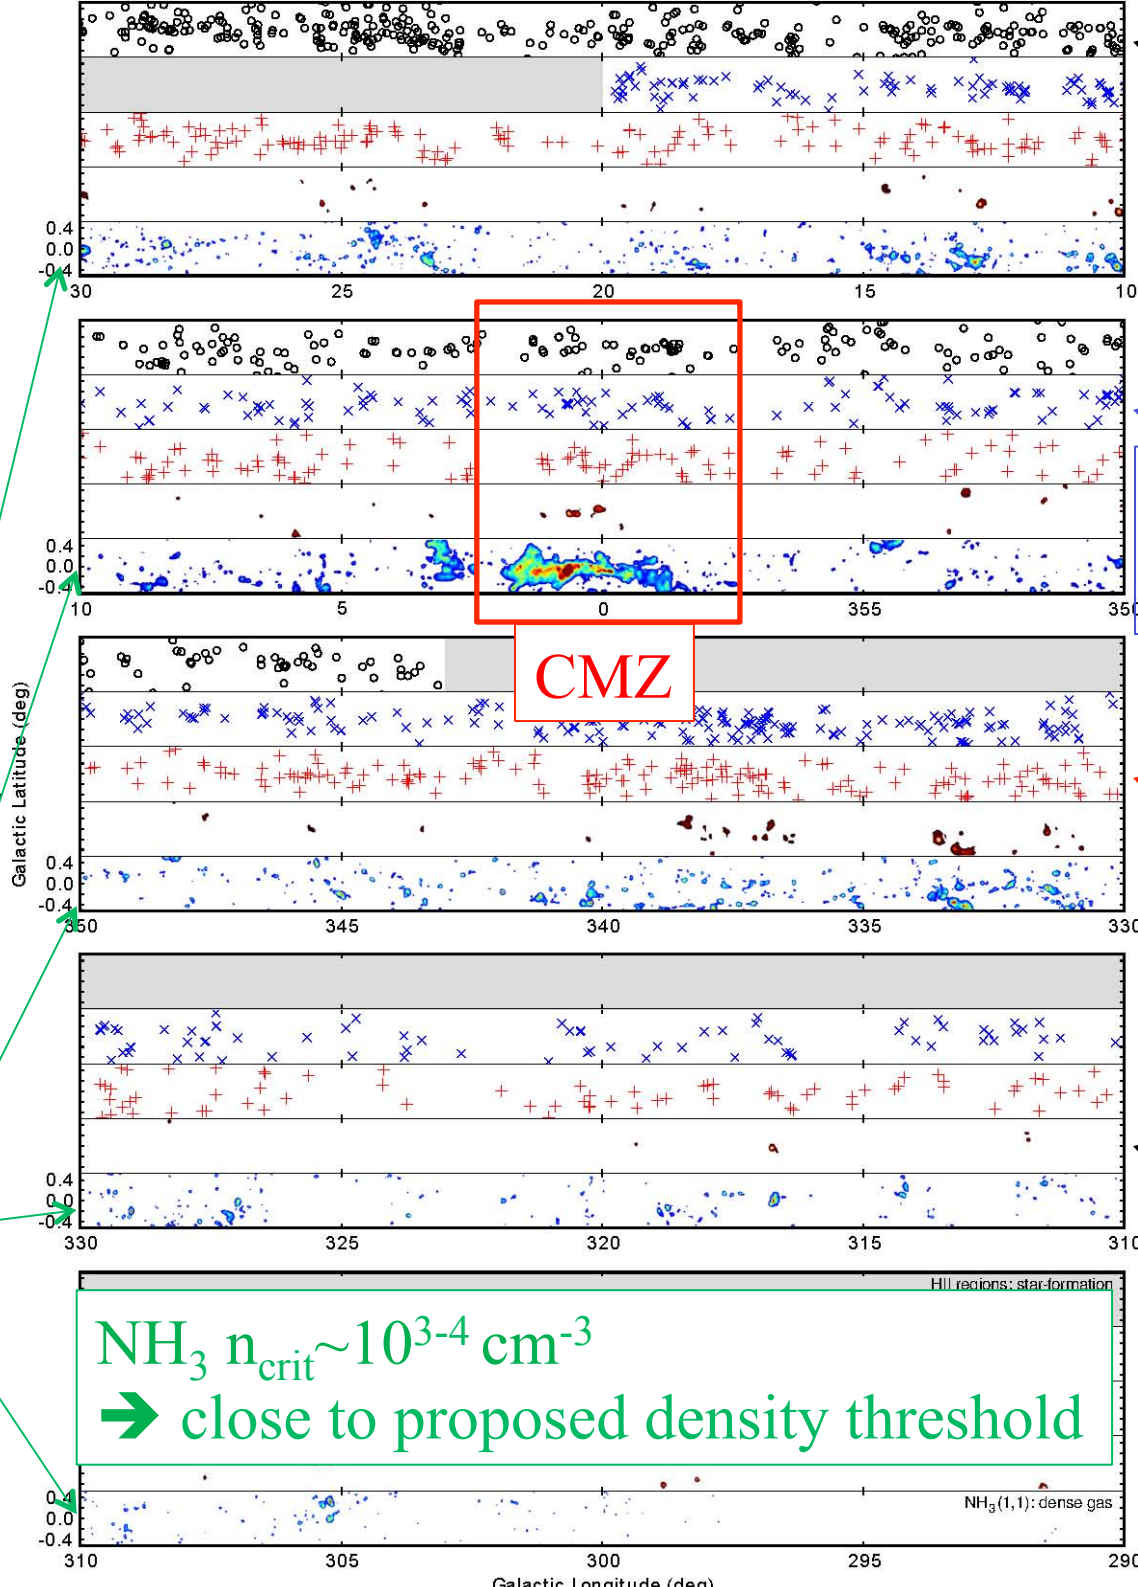 0.4
0.0
-0.4
30 25 20 15 10
0.4
0.0
-0.4
10 5 0 355 350
CMZ
Galactic Latitude (deg)
0.4
0.0
-0.4
350 345 340 335 330
0.4
0.0
-0.4
330 325 320 315 310
HII regions: star-formation
NH3 ncrit~10^3-4 cm^-3
➔ close to proposed density threshold
NH3(1,1): dense gas
0.4
0.0
-0.4
310 305 300 295 290
Galactic Longitude (deg)